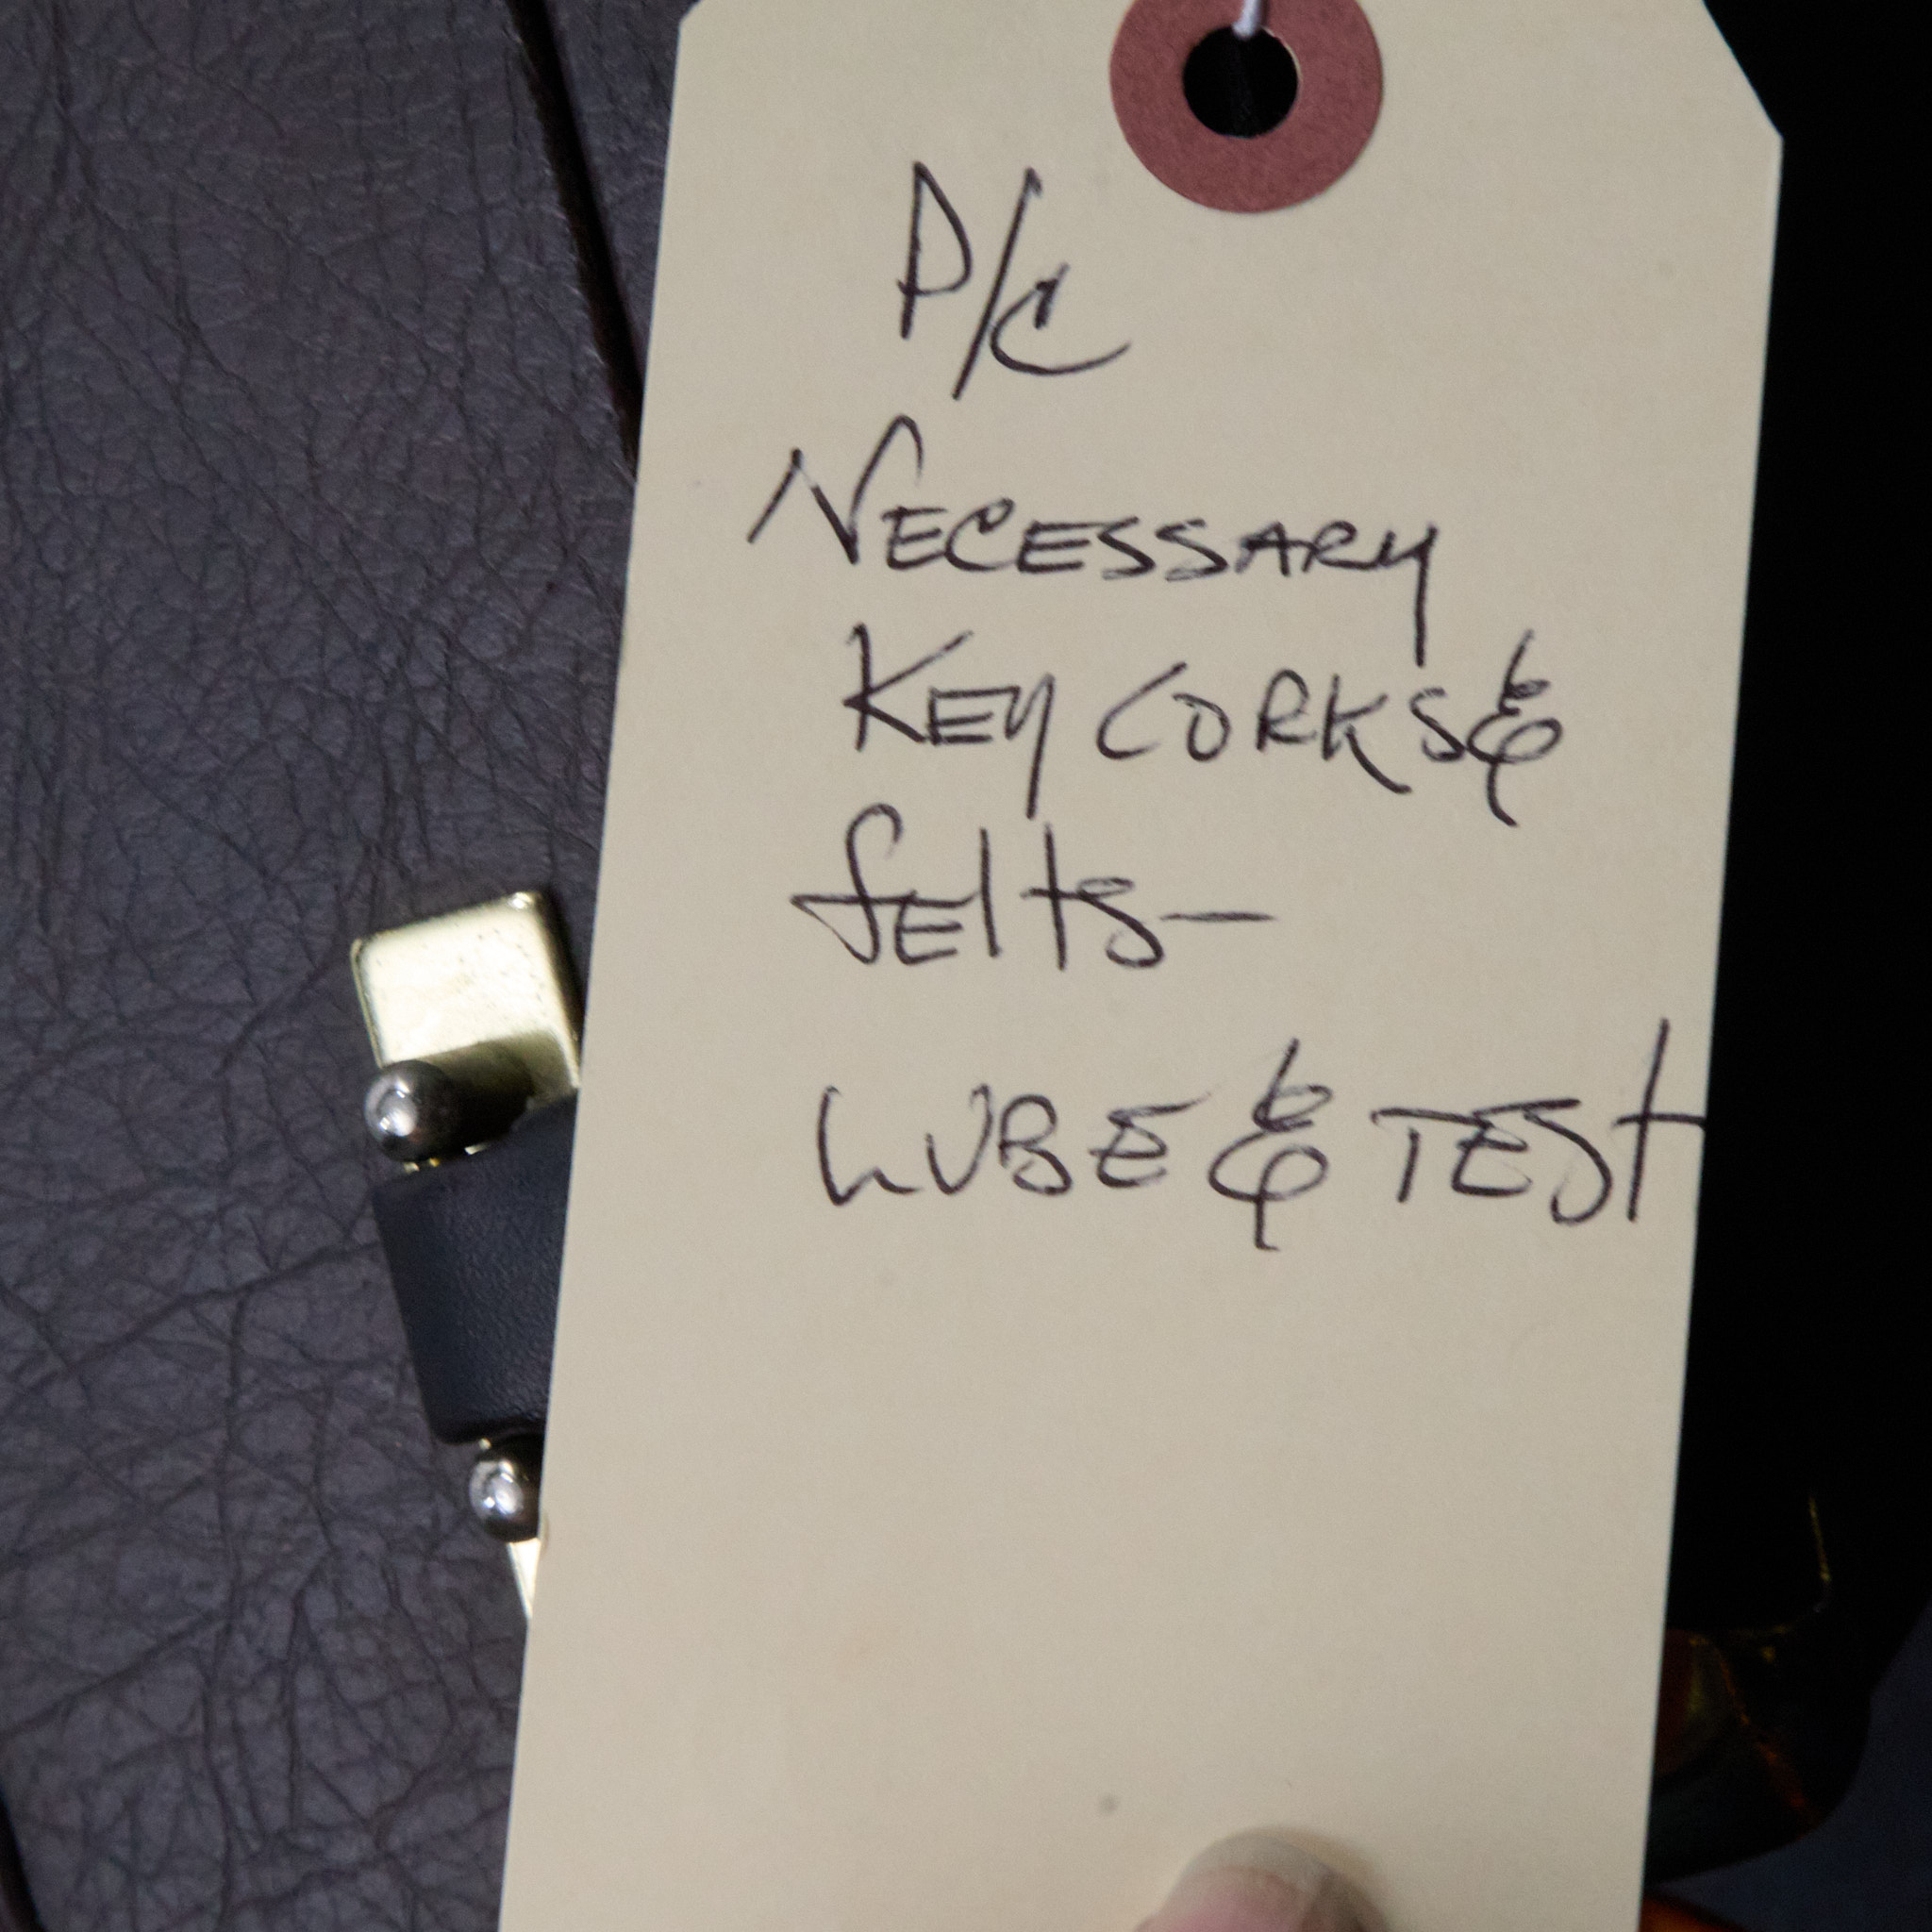 P/C
NECESSARY
KEY CORKS &
felts—
LUBE & TEST